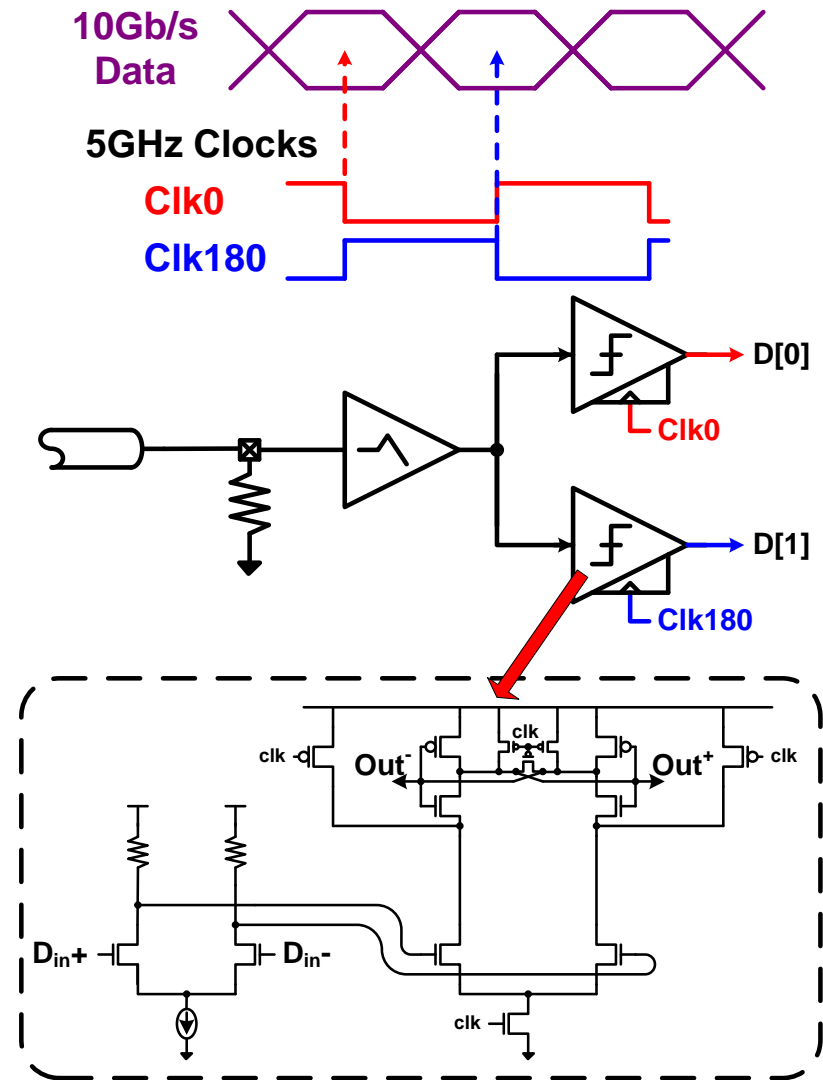 10Gb/s
Data
5GHz Clocks
Clk0
Clk180
D[0]
Clk0
D[1]
Clk180
clk
clk
Out-
Out+
clk
Din+
Din-
clk